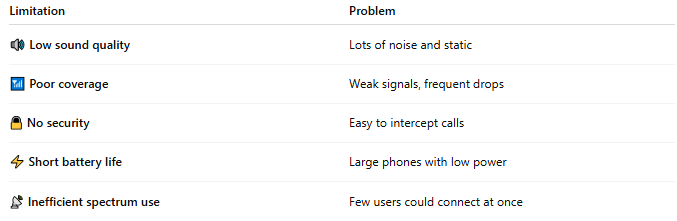 Limitation Problem
🔊 Low sound quality Lots of noise and static
📶 Poor coverage Weak signals, frequent drops
🔒 No security Easy to intercept calls
⚡ Short battery life Large phones with low power
📡 Inefficient spectrum use Few users could connect at once